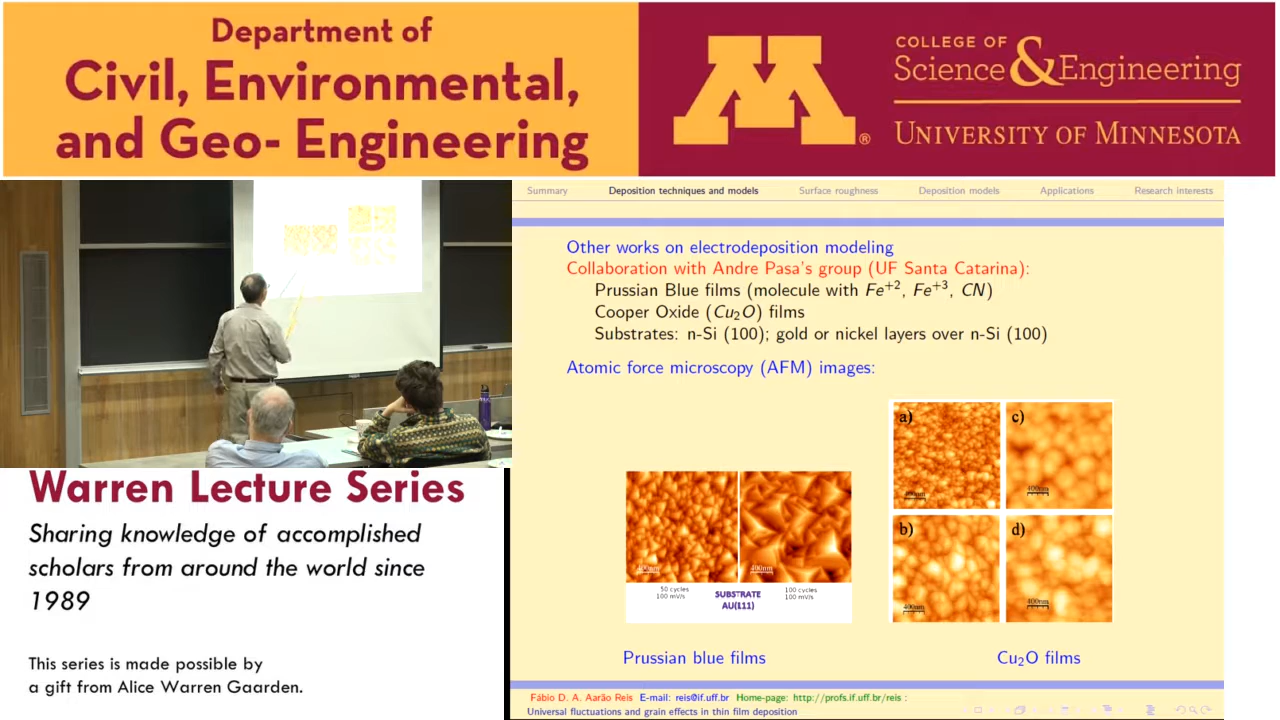 Department of
Civil, Environmental,
and Geo- Engineering
M®
COLLEGE OF
Science & Engineering
UNIVERSITY OF MINNESOTA
Summary Deposition techniques and models Surface roughness Deposition models Applications Research interests
Other works on electrodeposition modeling
Collaboration with Andre Pasa's group (UF Santa Catarina):
Prussian Blue films (molecule with Fe+2, Fe+3, CN)
Cooper Oxide (Cu2O) films
Substrates: n-Si (100); gold or nickel layers over n-Si (100)
Atomic force microscopy (AFM) images:
400nm
400nm
50 cycles
100 mV/s
SUBSTRATE
AU(111)
100 cycles
100 mV/s
a)
400nm
c)
400nm
b)
400nm
d)
400nm
Prussian blue films
Cu2O films
Fábio D. A. Aarão Reis E-mail: reis@if.uff.br Home-page: http://profs.if.uff.br/reis :
Universal fluctuations and grain effects in thin film deposition
Warren Lecture Series
Sharing knowledge of accomplished
scholars from around the world since
1989
This series is made possible by
a gift from Alice Warren Gaarden.